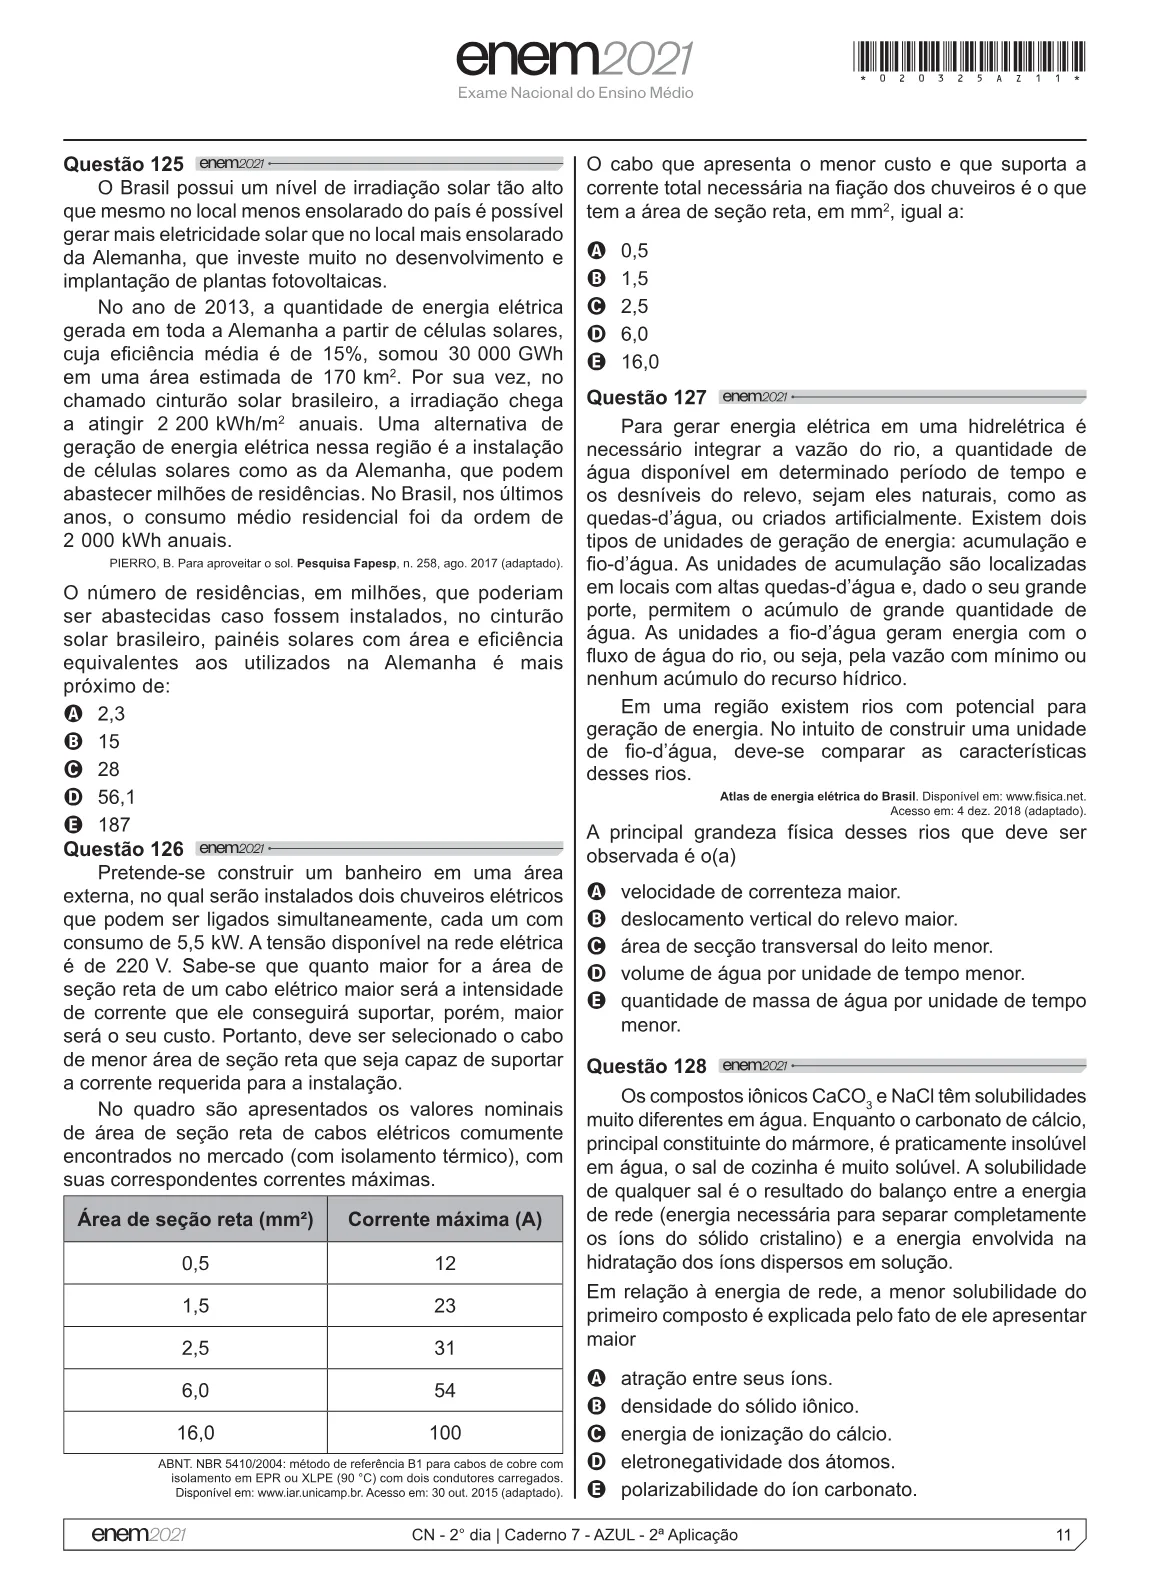 enem2021
Exame Nacional do Ensino Médio
*020325AZ11*
Questão 125 enem2021
O Brasil possui um nível de irradiação solar tão alto
que mesmo no local menos ensolarado do país é possível
gerar mais eletricidade solar que no local mais ensolarado
da Alemanha, que investe muito no desenvolvimento e
implantação de plantas fotovoltaicas.
No ano de 2013, a quantidade de energia elétrica
gerada em toda a Alemanha a partir de células solares,
cuja eficiência média é de 15%, somou 30 000 GWh
em uma área estimada de 170 km². Por sua vez, no
chamado cinturão solar brasileiro, a irradiação chega
a atingir 2 200 kWh/m² anuais. Uma alternativa de
geração de energia elétrica nessa região é a instalação
de células solares como as da Alemanha, que podem
abastecer milhões de residências. No Brasil, nos últimos
anos, o consumo médio residencial foi da ordem de
2 000 kWh anuais.
PIERRO, B. Para aproveitar o sol. Pesquisa Fapesp, n. 258, ago. 2017 (adaptado).
O número de residências, em milhões, que poderiam
ser abastecidas caso fossem instalados, no cinturão
solar brasileiro, painéis solares com área e eficiência
equivalentes aos utilizados na Alemanha é mais
próximo de:
A 2,3
B 15
C 28
D 56,1
E 187
Questão 126 enem2021
Pretende-se construir um banheiro em uma área
externa, no qual serão instalados dois chuveiros elétricos
que podem ser ligados simultaneamente, cada um com
consumo de 5,5 kW. A tensão disponível na rede elétrica
é de 220 V. Sabe-se que quanto maior for a área de
seção reta de um cabo elétrico maior será a intensidade
de corrente que ele conseguirá suportar, porém, maior
será o seu custo. Portanto, deve ser selecionado o cabo
de menor área de seção reta que seja capaz de suportar
a corrente requerida para a instalação.
No quadro são apresentados os valores nominais
de área de seção reta de cabos elétricos comumente
encontrados no mercado (com isolamento térmico), com
suas correspondentes correntes máximas.
Área de seção reta (mm²) Corrente máxima (A)
0,5 12
1,5 23
2,5 31
6,0 54
16,0 100
ABNT. NBR 5410/2004: método de referência B1 para cabos de cobre com
isolamento em EPR ou XLPE (90 °C) com dois condutores carregados.
Disponível em: www.iar.unicamp.br. Acesso em: 30 out. 2015 (adaptado).
O cabo que apresenta o menor custo e que suporta a
corrente total necessária na fiação dos chuveiros é o que
tem a área de seção reta, em mm², igual a:
A 0,5
B 1,5
C 2,5
D 6,0
E 16,0
Questão 127 enem2021
Para gerar energia elétrica em uma hidrelétrica é
necessário integrar a vazão do rio, a quantidade de
água disponível em determinado período de tempo e
os desníveis do relevo, sejam eles naturais, como as
quedas-d’água, ou criados artificialmente. Existem dois
tipos de unidades de geração de energia: acumulação e
fio-d’água. As unidades de acumulação são localizadas
em locais com altas quedas-d’água e, dado o seu grande
porte, permitem o acúmulo de grande quantidade de
água. As unidades a fio-d’água geram energia com o
fluxo de água do rio, ou seja, pela vazão com mínimo ou
nenhum acúmulo do recurso hídrico.
Em uma região existem rios com potencial para
geração de energia. No intuito de construir uma unidade
de fio-d’água, deve-se comparar as características
desses rios.
Atlas de energia elétrica do Brasil. Disponível em: www.fisica.net.
Acesso em: 4 dez. 2018 (adaptado).
A principal grandeza física desses rios que deve ser
observada é o(a)
A velocidade de correnteza maior.
B deslocamento vertical do relevo maior.
C área de secção transversal do leito menor.
D volume de água por unidade de tempo menor.
E quantidade de massa de água por unidade de tempo
menor.
Questão 128 enem2021
Os compostos iônicos CaCO₃ e NaCl têm solubilidades
muito diferentes em água. Enquanto o carbonato de cálcio,
principal constituinte do mármore, é praticamente insolúvel
em água, o sal de cozinha é muito solúvel. A solubilidade
de qualquer sal é o resultado do balanço entre a energia
de rede (energia necessária para separar completamente
os íons do sólido cristalino) e a energia envolvida na
hidratação dos íons dispersos em solução.
Em relação à energia de rede, a menor solubilidade do
primeiro composto é explicada pelo fato de ele apresentar
maior
A atração entre seus íons.
B densidade do sólido iônico.
C energia de ionização do cálcio.
D eletronegatividade dos átomos.
E polarizabilidade do íon carbonato.
enem2021 CN - 2° dia | Caderno 7 - AZUL - 2ª Aplicação 11